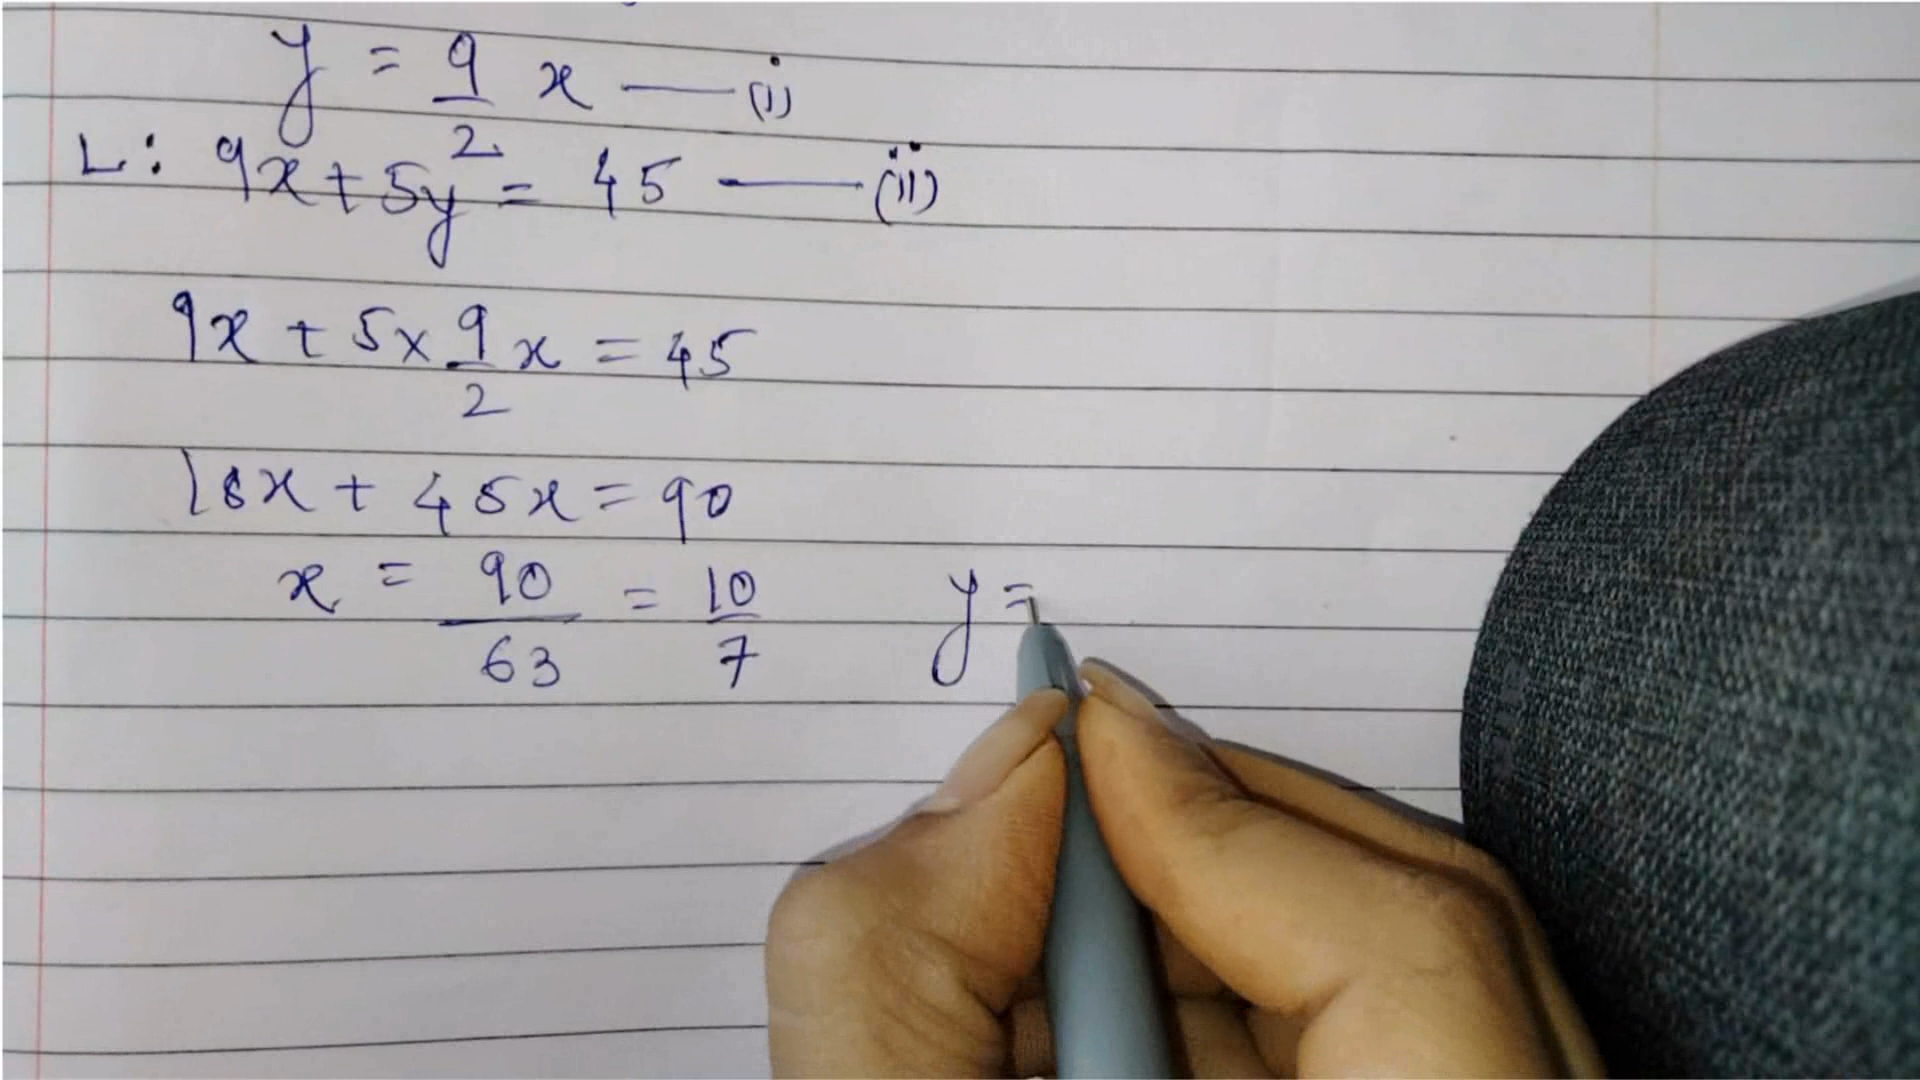 y = 9/2 x — (i)
L: 9x + 5y = 45 — (ii)
9x + 5 × 9/2 x = 45
18x + 45x = 90
x = 90/63 = 10/7 y =